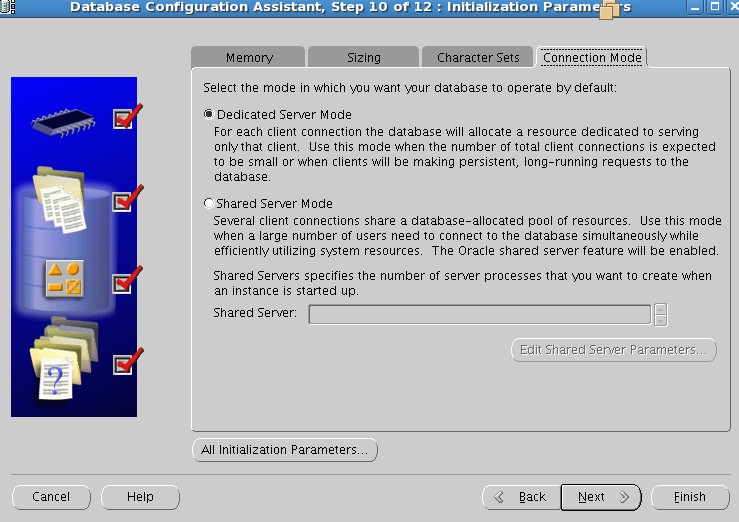 Database Configuration Assistant, Step 10 of 12 : Initialization Parameters
Memory
Sizing
Character Sets
Connection Mode
Select the mode in which you want your database to operate by default:
Dedicated Server Mode
For each client connection the database will allocate a resource dedicated to serving
only that client. Use this mode when the number of total client connections is expected
to be small or when clients will be making persistent, long-running requests to the
database.
Shared Server Mode
Several client connections share a database-allocated pool of resources. Use this mode
when a large number of users need to connect to the database simultaneously while
efficiently utilizing system resources. The Oracle shared server feature will be enabled.
Shared Servers specifies the number of server processes that you want to create when
an instance is started up.
Shared Server:
Edit Shared Server Parameters...
?
All Initialization Parameters...
Cancel
Help
Back
Next
Finish